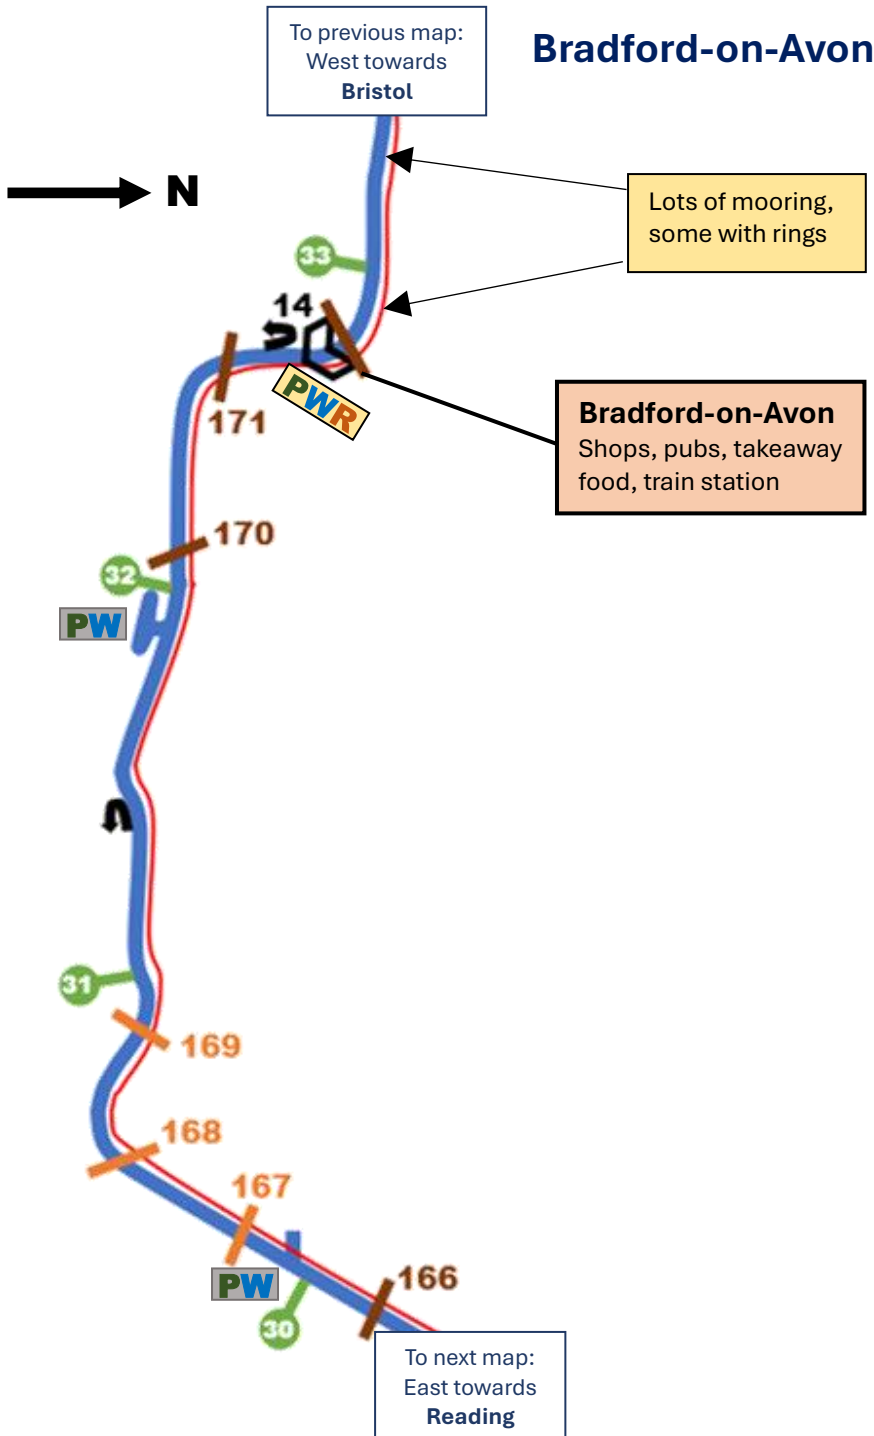 To previous map:
West towards
Bristol
Bradford-on-Avon
N
Lots of mooring,
some with rings
33
14
PWR
171
Bradford-on-Avon
Shops, pubs, takeaway
food, train station
170
32
PW
31
169
168
167
PW
166
30
To next map:
East towards
Reading